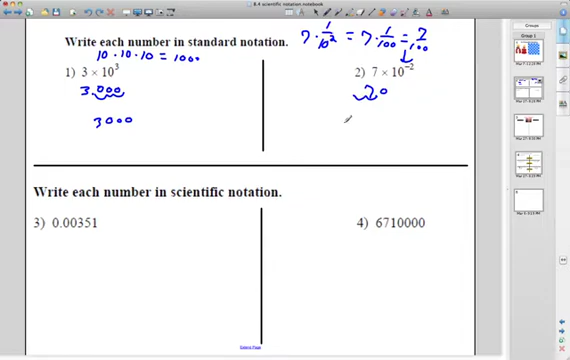 8.4 scientific notation notebook
Groups
Group 1
Write each number in standard notation.
7 · 1/10² = 7 · 1/100 = 7/100
10 · 10 · 10 = 1000
1) 3 × 10³
2) 7 × 10⁻²
3.000
7.0
3000
Write each number in scientific notation.
3) 0.00351
4) 6710000